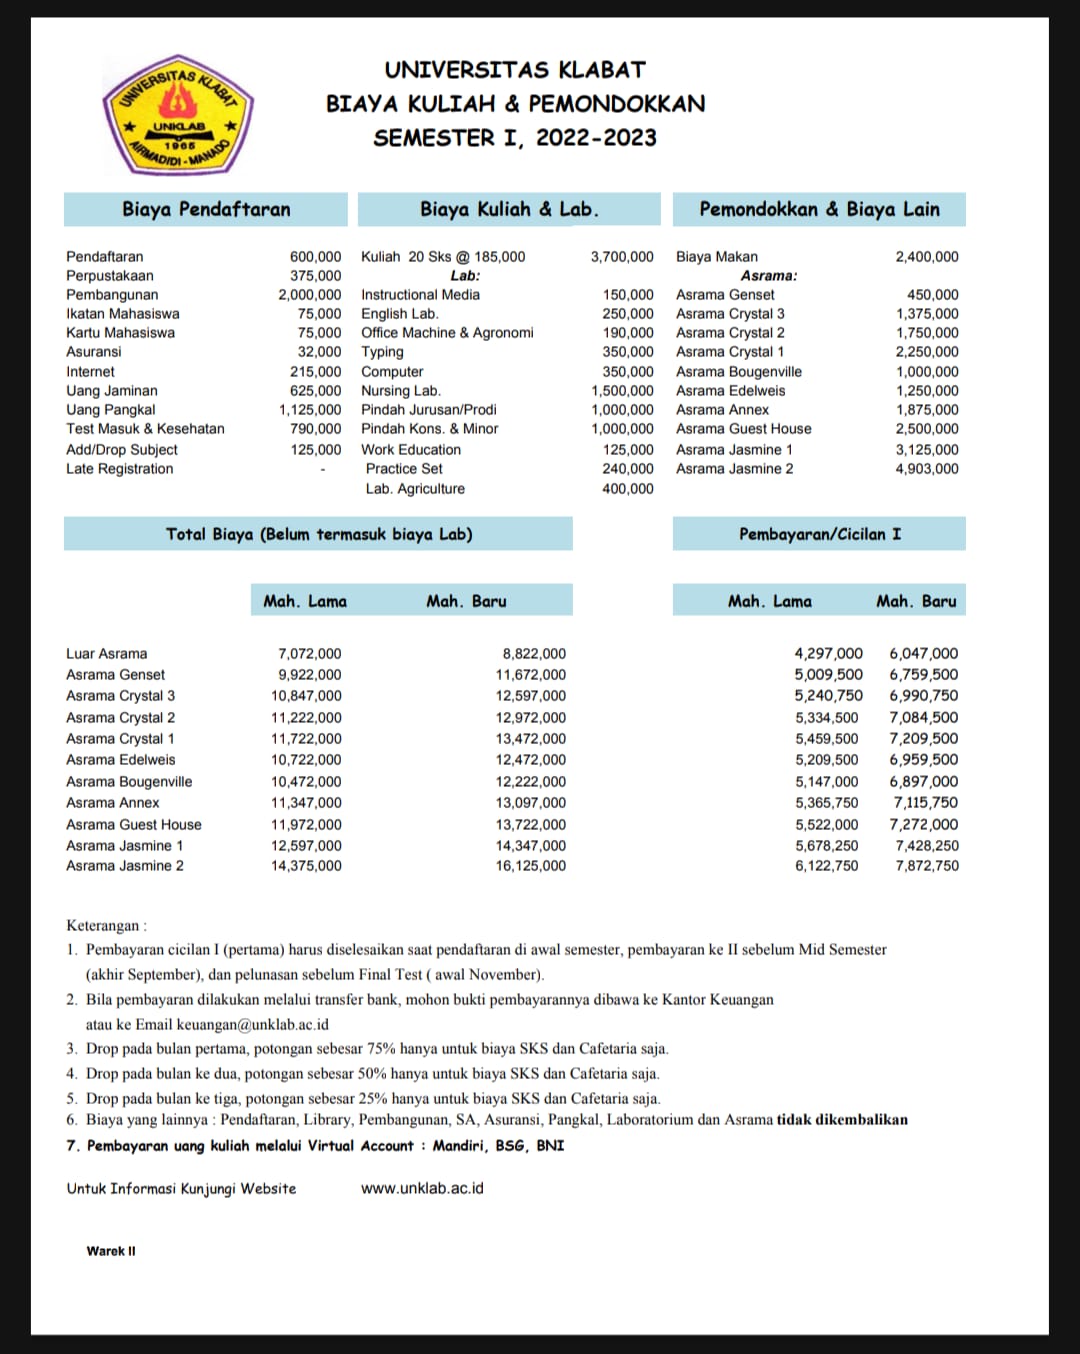 UNIVERSITAS KLABAT
UNKLAB
1965
AIRMADIDI - MANADO
UNIVERSITAS KLABAT
BIAYA KULIAH & PEMONDOKKAN
SEMESTER I, 2022-2023
Biaya Pendaftaran Biaya Kuliah & Lab. Pemondokkan & Biaya Lain
Pendaftaran 600,000 Kuliah 20 Sks @ 185,000 3,700,000 Biaya Makan 2,400,000
Perpustakaan 375,000 Lab: Asrama:
Pembangunan 2,000,000 Instructional Media 150,000 Asrama Genset 450,000
Ikatan Mahasiswa 75,000 English Lab. 250,000 Asrama Crystal 3 1,375,000
Kartu Mahasiswa 75,000 Office Machine & Agronomi 190,000 Asrama Crystal 2 1,750,000
Asuransi 32,000 Typing 350,000 Asrama Crystal 1 2,250,000
Internet 215,000 Computer 350,000 Asrama Bougenville 1,000,000
Uang Jaminan 625,000 Nursing Lab. 1,500,000 Asrama Edelweis 1,250,000
Uang Pangkal 1,125,000 Pindah Jurusan/Prodi 1,000,000 Asrama Annex 1,875,000
Test Masuk & Kesehatan 790,000 Pindah Kons. & Minor 1,000,000 Asrama Guest House 2,500,000
Add/Drop Subject 125,000 Work Education 125,000 Asrama Jasmine 1 3,125,000
Late Registration - Practice Set 240,000 Asrama Jasmine 2 4,903,000
Lab. Agriculture 400,000
Total Biaya (Belum termasuk biaya Lab) Pembayaran/Cicilan I
Mah. Lama Mah. Baru Mah. Lama Mah. Baru
Luar Asrama 7,072,000 8,822,000 4,297,000 6,047,000
Asrama Genset 9,922,000 11,672,000 5,009,500 6,759,500
Asrama Crystal 3 10,847,000 12,597,000 5,240,750 6,990,750
Asrama Crystal 2 11,222,000 12,972,000 5,334,500 7,084,500
Asrama Crystal 1 11,722,000 13,472,000 5,459,500 7,209,500
Asrama Edelweis 10,722,000 12,472,000 5,209,500 6,959,500
Asrama Bougenville 10,472,000 12,222,000 5,147,000 6,897,000
Asrama Annex 11,347,000 13,097,000 5,365,750 7,115,750
Asrama Guest House 11,972,000 13,722,000 5,522,000 7,272,000
Asrama Jasmine 1 12,597,000 14,347,000 5,678,250 7,428,250
Asrama Jasmine 2 14,375,000 16,125,000 6,122,750 7,872,750
Keterangan :
1. Pembayaran cicilan I (pertama) harus diselesaikan saat pendaftaran di awal semester, pembayaran ke II sebelum Mid Semester
(akhir September), dan pelunasan sebelum Final Test ( awal November).
2. Bila pembayaran dilakukan melalui transfer bank, mohon bukti pembayarannya dibawa ke Kantor Keuangan
atau ke Email keuangan@unklab.ac.id
3. Drop pada bulan pertama, potongan sebesar 75% hanya untuk biaya SKS dan Cafetaria saja.
4. Drop pada bulan ke dua, potongan sebesar 50% hanya untuk biaya SKS dan Cafetaria saja.
5. Drop pada bulan ke tiga, potongan sebesar 25% hanya untuk biaya SKS dan Cafetaria saja.
6. Biaya yang lainnya : Pendaftaran, Library, Pembangunan, SA, Asuransi, Pangkal, Laboratorium dan Asrama tidak dikembalikan
7. Pembayaran uang kuliah melalui Virtual Account : Mandiri, BSG, BNI
Untuk Informasi Kunjungi Website www.unklab.ac.id
Warek II